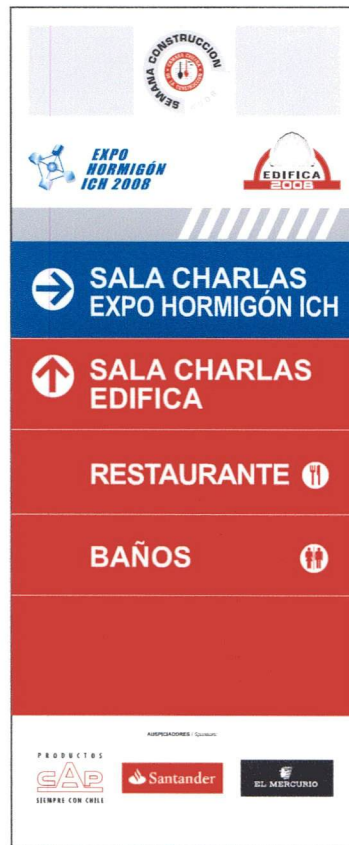 SEMANA CONSTRUCCION
EXPO
HORMIGÓN
ICH 2008
EDIFICA
2008
SALA CHARLAS
EXPO HORMIGÓN ICH
SALA CHARLAS
EDIFICA
RESTAURANTE
BAÑOS
AUSPICIADORES /
PRODUCTOS
CAP
SIEMPRE CON CHILE
Santander
EL MERCURIO